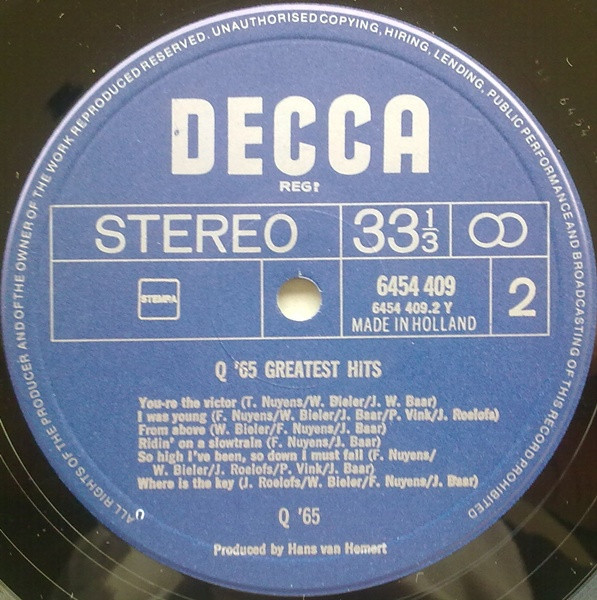 ALL RIGHTS OF THE PRODUCER AND OF THE OWNER OF THE WORK REPRODUCED RESERVED. UNAUTHORISED COPYING, HIRING, LENDING, PUBLIC PERFORMANCE AND BROADCASTING OF THIS RECORD PROHIBITED
DECCA
REGD
STEREO
33 1/3
STEMRA
6454 409
6454 409.2 Y
MADE IN HOLLAND
2
Q '65 GREATEST HITS
You-re the victor (T. Nuyens/W. Bieler/J. W. Baar)
I was young (F. Nuyens/W. Bieler/J. Baar/P. Vink/J. Roelofs)
From above (W. Bieler/F. Nuyens/J. Baar)
Ridin' on a slowtrain (F. Nuyens/J. Baar)
So high I've been, so down I must fall (F. Nuyens/
W. Bieler/J. Roelofs/P. Vink/J. Baar)
Where is the key (J. Roelofs/W. Bieler/F. Nuyens/J. Baar)
Q '65
Produced by Hans van Hemert